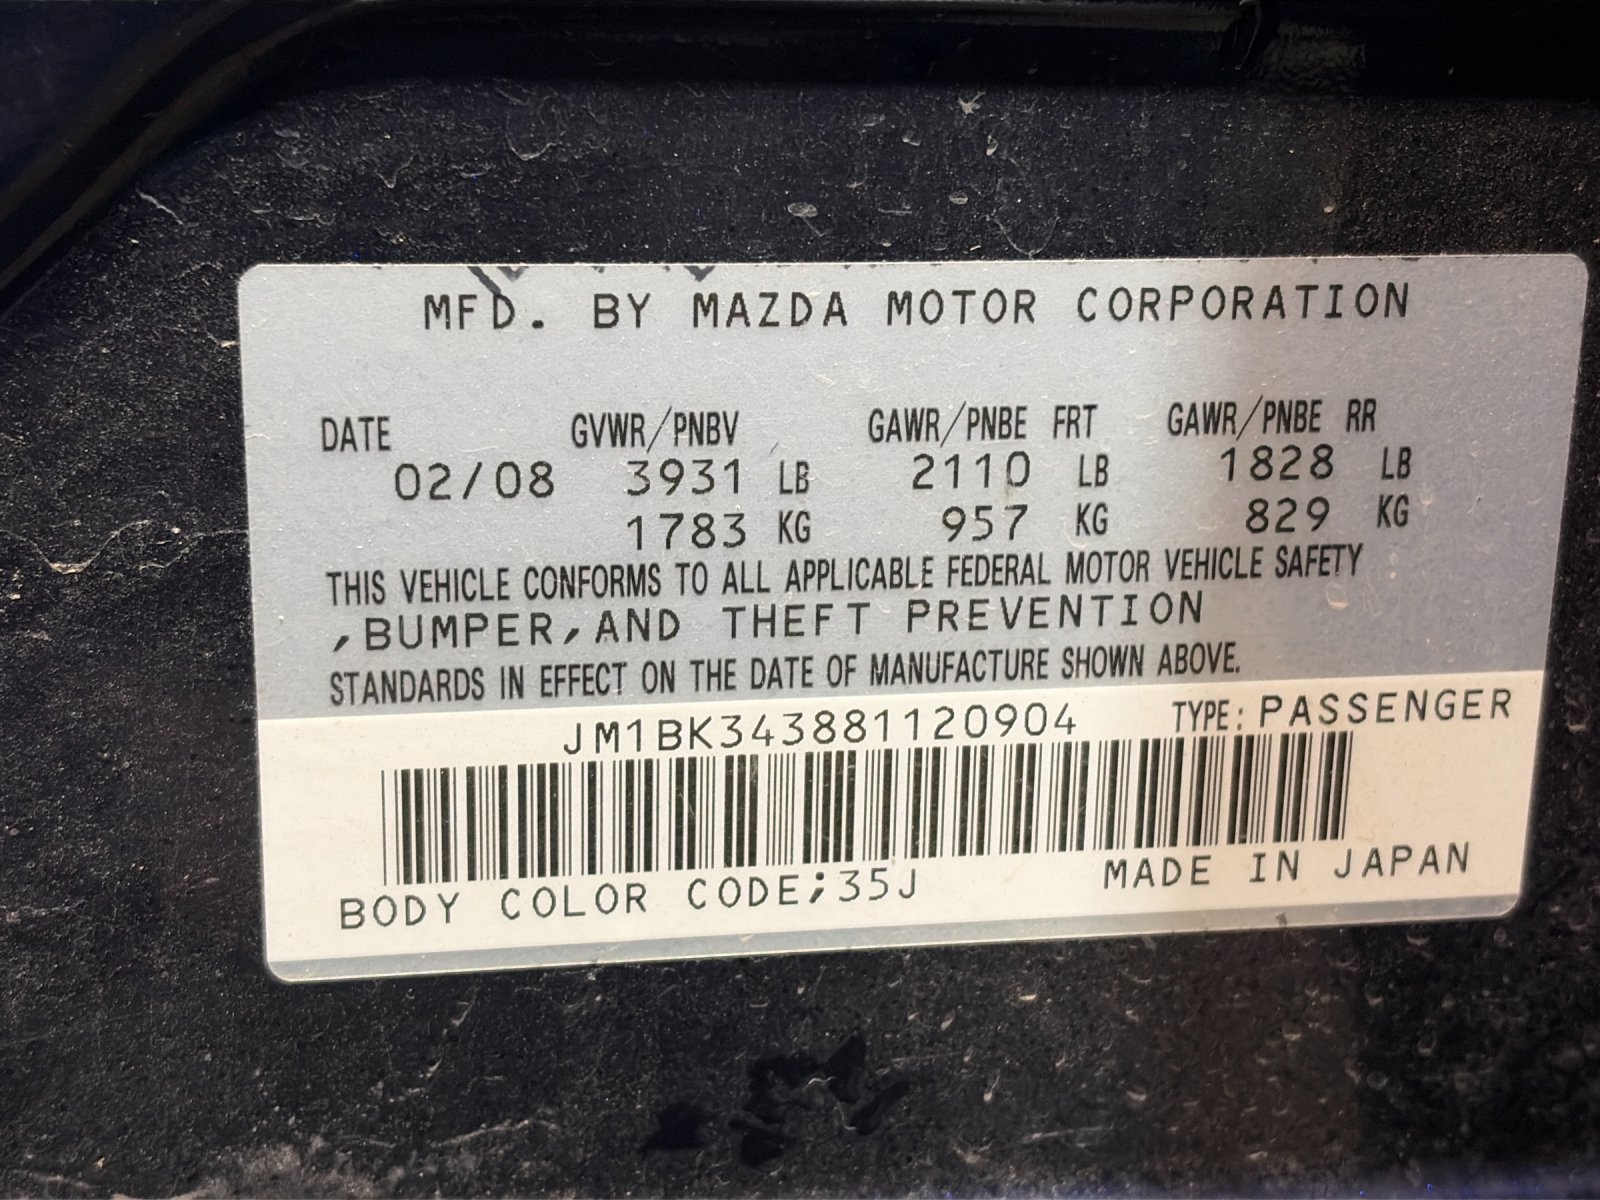 MFD. BY MAZDA MOTOR CORPORATION
DATE GVWR/PNBV GAWR/PNBE FRT GAWR/PNBE RR
02/08 3931 LB 2110 LB 1828 LB
1783 KG 957 KG 829 KG
THIS VEHICLE CONFORMS TO ALL APPLICABLE FEDERAL MOTOR VEHICLE SAFETY
,BUMPER,AND THEFT PREVENTION
STANDARDS IN EFFECT ON THE DATE OF MANUFACTURE SHOWN ABOVE.
JM1BK343881120904 TYPE: PASSENGER
BODY COLOR CODE;35J MADE IN JAPAN